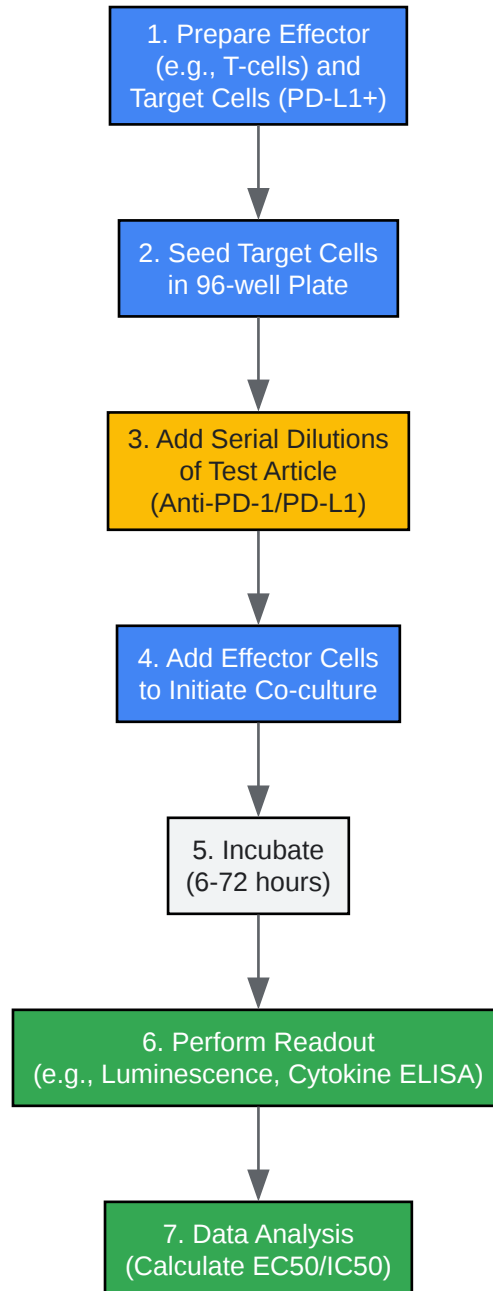 1. Prepare Effector
(e.g., T-cells) and
Target Cells (PD-L1+)
2. Seed Target Cells
in 96-well Plate
3. Add Serial Dilutions
of Test Article
(Anti-PD-1/PD-L1)
4. Add Effector Cells
to Initiate Co-culture
5. Incubate
(6-72 hours)
6. Perform Readout
(e.g., Luminescence, Cytokine ELISA)
7. Data Analysis
(Calculate EC50/IC50)